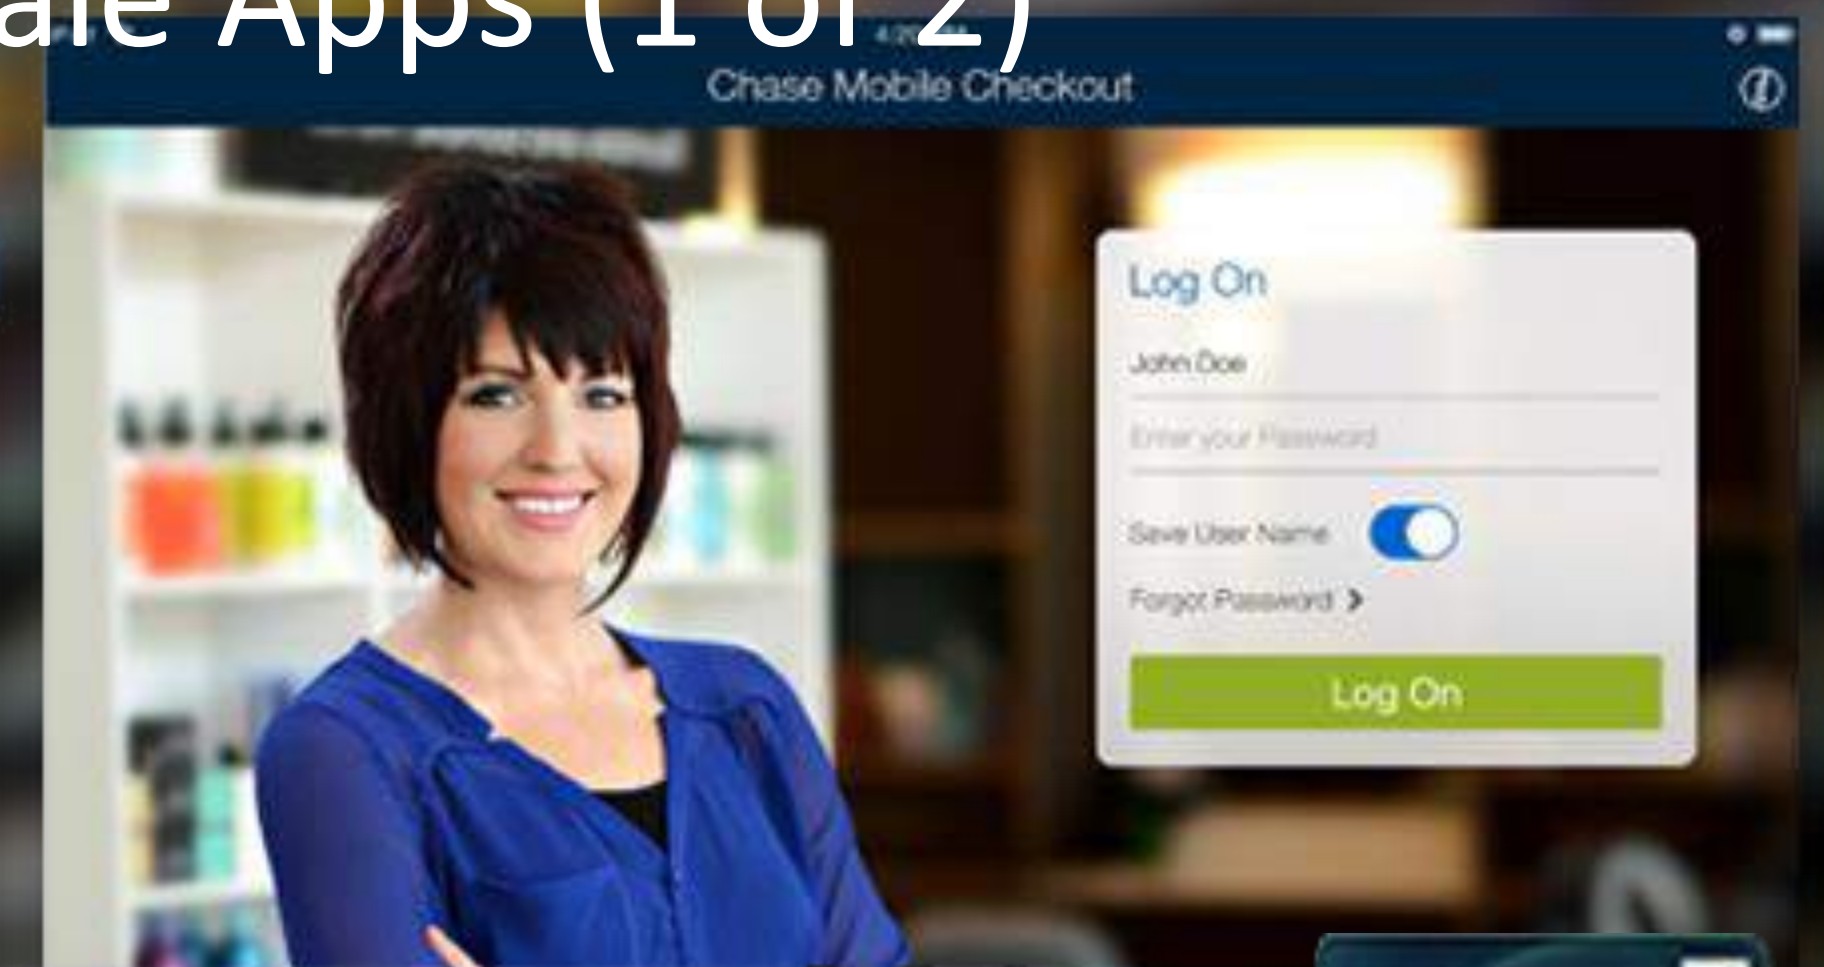 ale Apps (1 of 2)
Chase Mobile Checkout
Log On
John Doe
Enter your Password
Save User Name
Forgot Password >
Log On